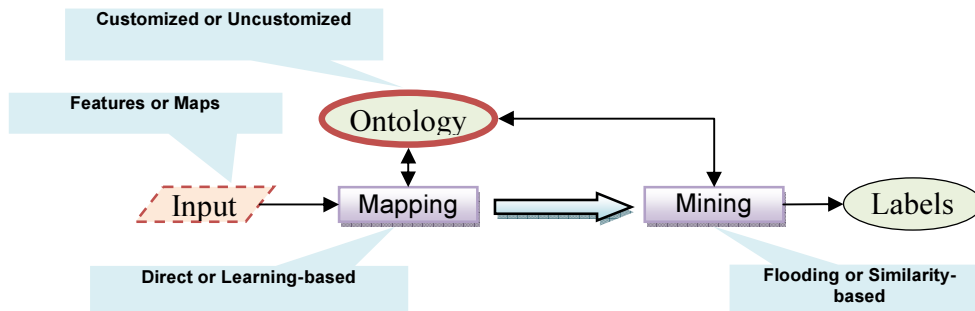 Customized or Uncustomized
Features or Maps
Ontology
Input
Mapping
Mining
Labels
Direct or Learning-based
Flooding or Similarity-
based